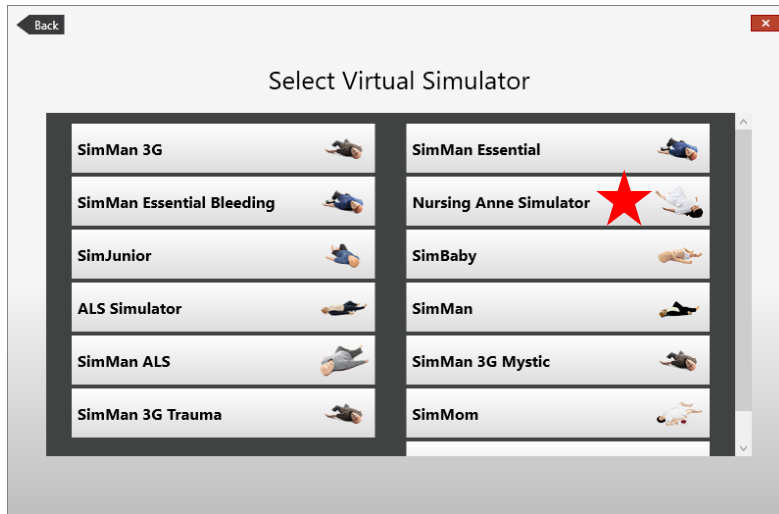 Back
Select Virtual Simulator
SimMan 3G
SimMan Essential
SimMan Essential Bleeding
Nursing Anne Simulator
SimJunior
SimBaby
ALS Simulator
SimMan
SimMan ALS
SimMan 3G Mystic
SimMan 3G Trauma
SimMom